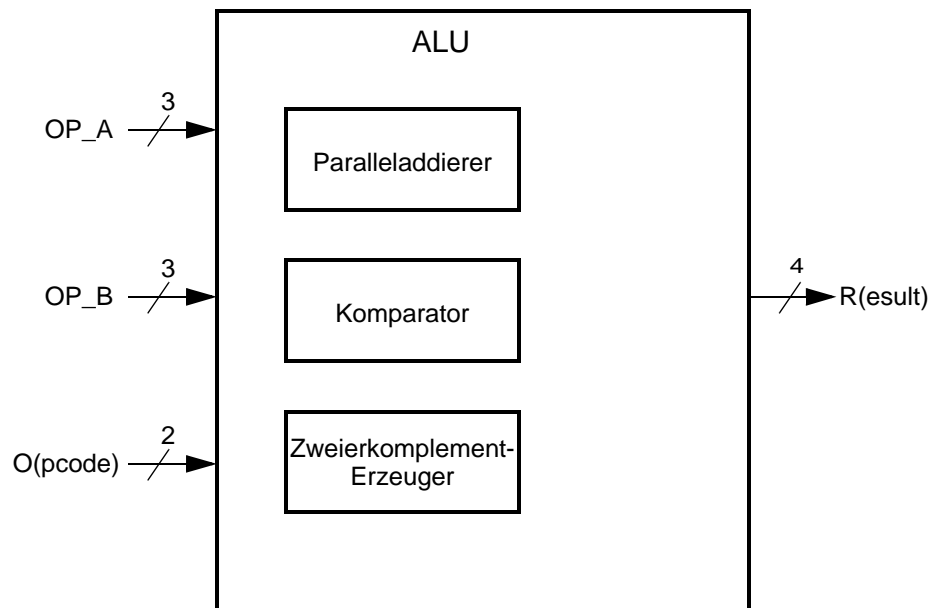 ALU
3
OP_A
Paralleladdierer
3
OP_B
Komparator
4
R(esult)
2
O(pcode)
Zweierkomplement-
Erzeuger